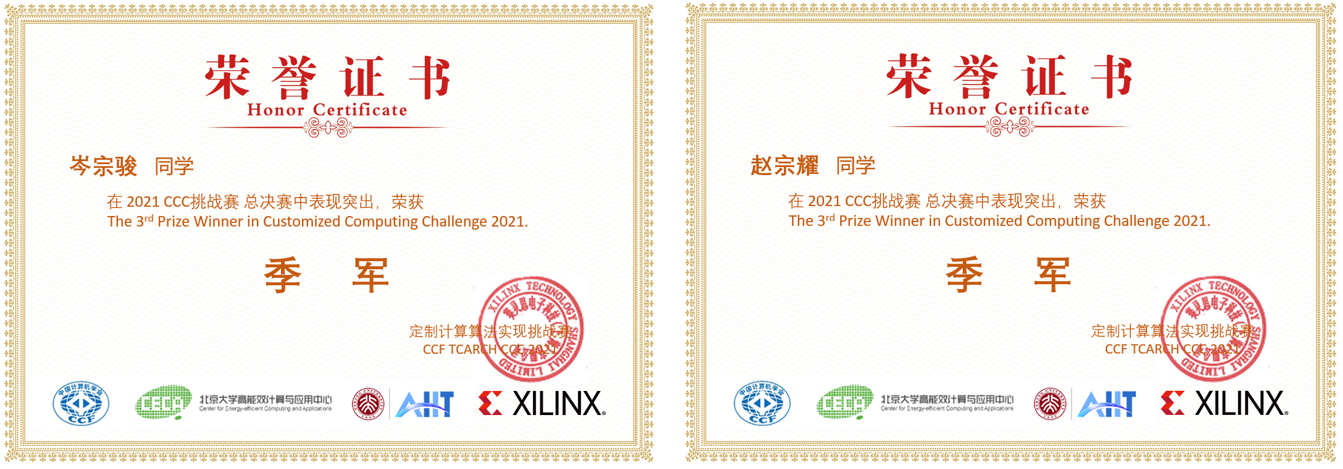 荣誉证书
Honor Certificate
岑宗骏 同学
在 2021 CCC挑战赛 总决赛中表现突出，荣获
The 3rd Prize Winner in Customized Computing Challenge 2021.
季 军
定制计算算法实现挑战赛
CCF TCARCH CCC 2021
XILINX TECHNOLOGY SHANGHAI LIMITED
中国计算机学会
CCF
CECA
北京大学高能效计算与应用中心
Center for Energy-efficient Computing and Applications
AIIT
XILINX
荣誉证书
Honor Certificate
赵宗耀 同学
在 2021 CCC挑战赛 总决赛中表现突出，荣获
The 3rd Prize Winner in Customized Computing Challenge 2021.
季 军
定制计算算法实现挑战赛
CCF TCARCH CCC 2021
XILINX TECHNOLOGY SHANGHAI LIMITED
中国计算机学会
CCF
CECA
北京大学高能效计算与应用中心
Center for Energy-efficient Computing and Applications
AIIT
XILINX